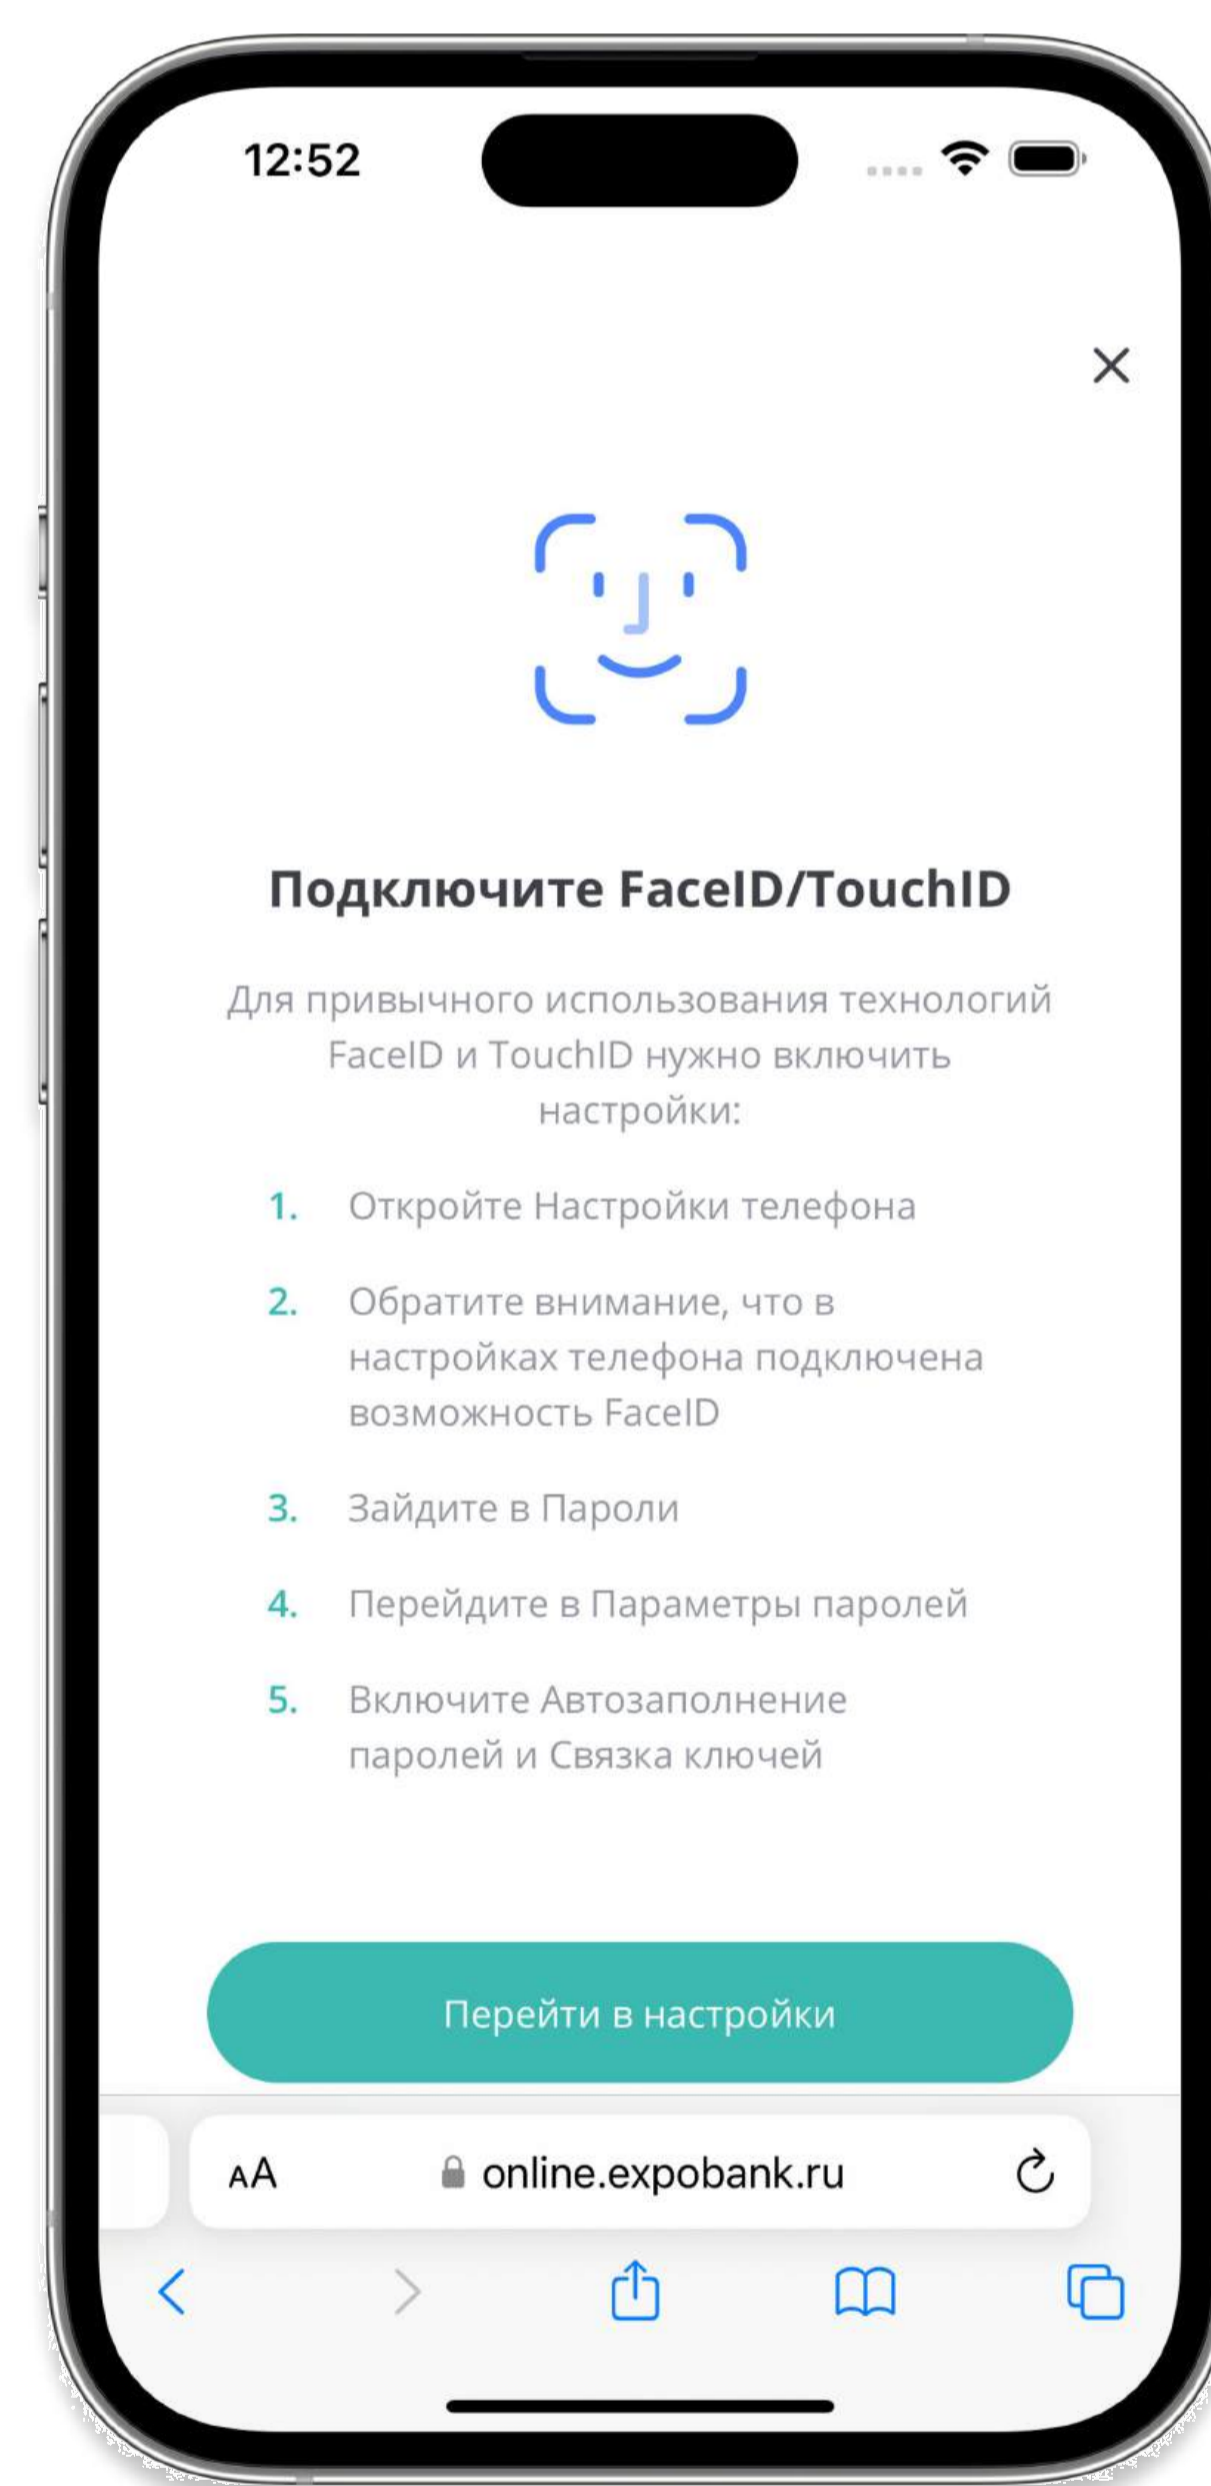 12:52
Подключите FaceID/TouchID
Для привычного использования технологий
FaceID и TouchID нужно включить
настройки:
1. Откройте Настройки телефона
2. Обратите внимание, что в
настройках телефона подключена
возможность FaceID
3. Зайдите в Пароли
4. Перейдите в Параметры паролей
5. Включите Автозаполнение
паролей и Связка ключей
Перейти в настройки
AA online.expobank.ru